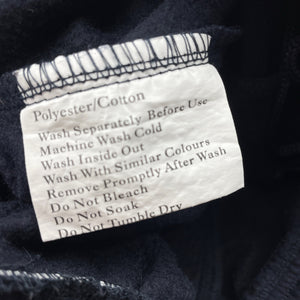 Polyester/Cotton
Wash Separately Before Use
Machine Wash Cold
Wash Inside Out
Wash With Similar Colours
Remove Promptly After Wash
Do Not Bleach
Do Not Soak
Do Not Tumble Dry